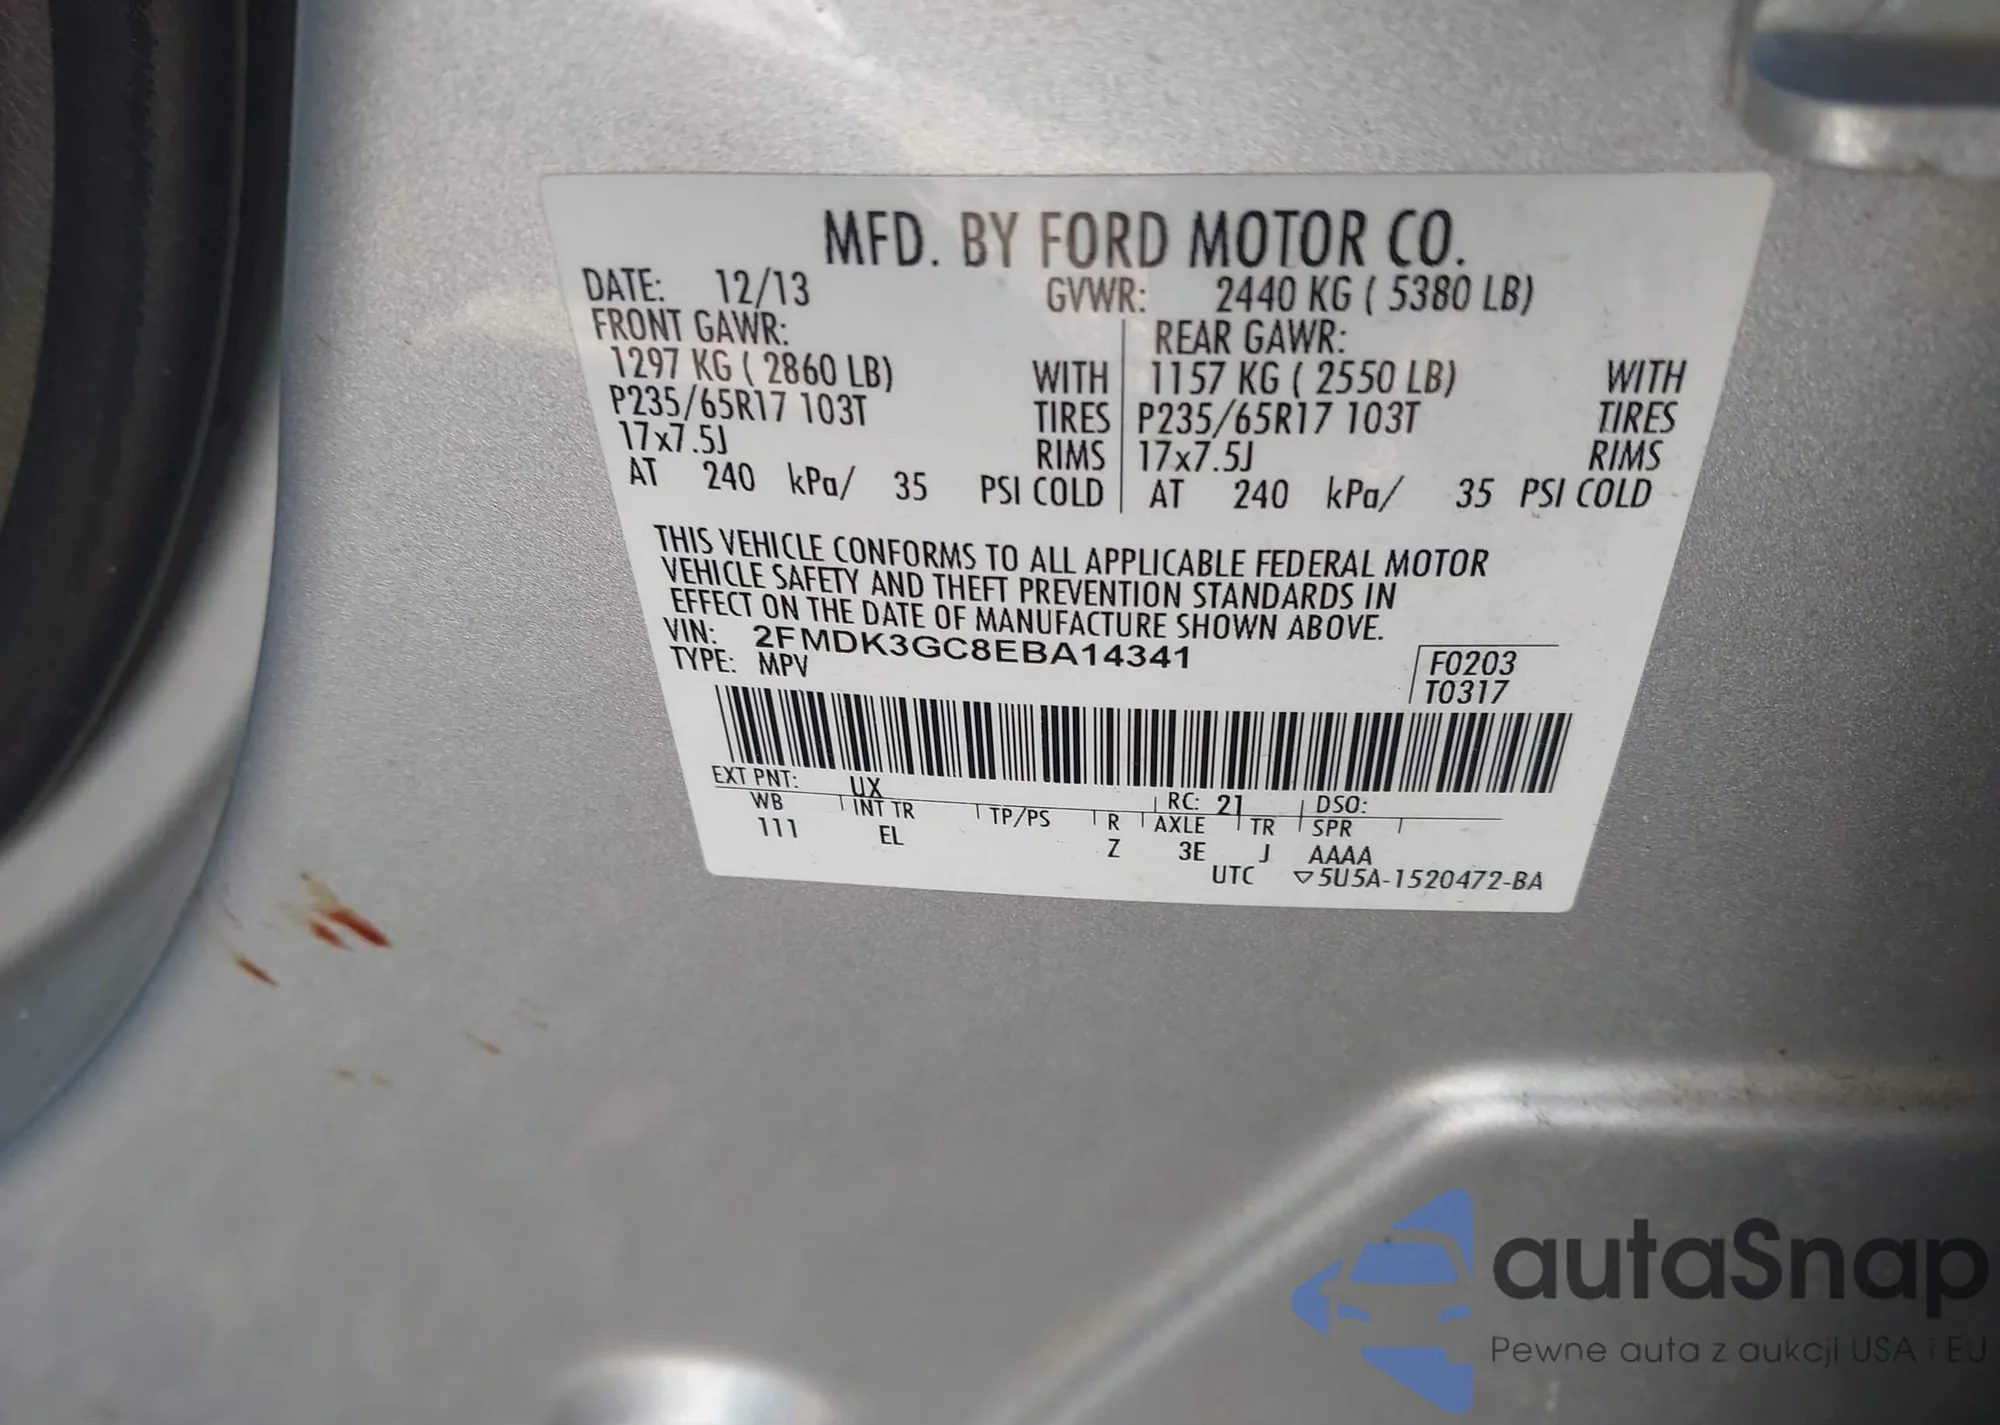 MFD. BY FORD MOTOR CO.
DATE: 12/13 GVWR: 2440 KG ( 5380 LB)
FRONT GAWR: REAR GAWR:
1297 KG ( 2860 LB) WITH 1157 KG ( 2550 LB) WITH
P235/65R17 103T TIRES P235/65R17 103T TIRES
17x7.5J RIMS 17x7.5J RIMS
AT 240 kPa/ 35 PSI COLD AT 240 kPa/ 35 PSI COLD
THIS VEHICLE CONFORMS TO ALL APPLICABLE FEDERAL MOTOR
VEHICLE SAFETY AND THEFT PREVENTION STANDARDS IN
EFFECT ON THE DATE OF MANUFACTURE SHOWN ABOVE.
VIN: 2FMDK3GC8EBA14341
TYPE: MPV
F0203
T0317
EXT PNT: UX RC: 21 DSO:
WB INT TR TP/PS R AXLE TR SPR
111 EL Z 3E J AAAA
UTC ▽5U5A-1520472-BA
autaSnap
Pewne auta z aukcji USA i EU